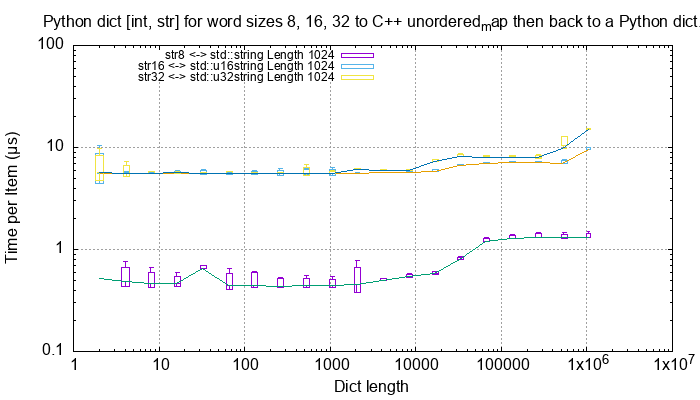 Python dict [int, str] for word sizes 8, 16, 32 to C++ unorderedmap then back to a Python dict
str8 <-> std::string Length 1024
str16 <-> std::u16string Length 1024
str32 <-> std::u32string Length 1024
100
10
1
0.1
Time per Item (µs)
1 10 100 1000 10000 100000 1x10^6 1x10^7
Dict length